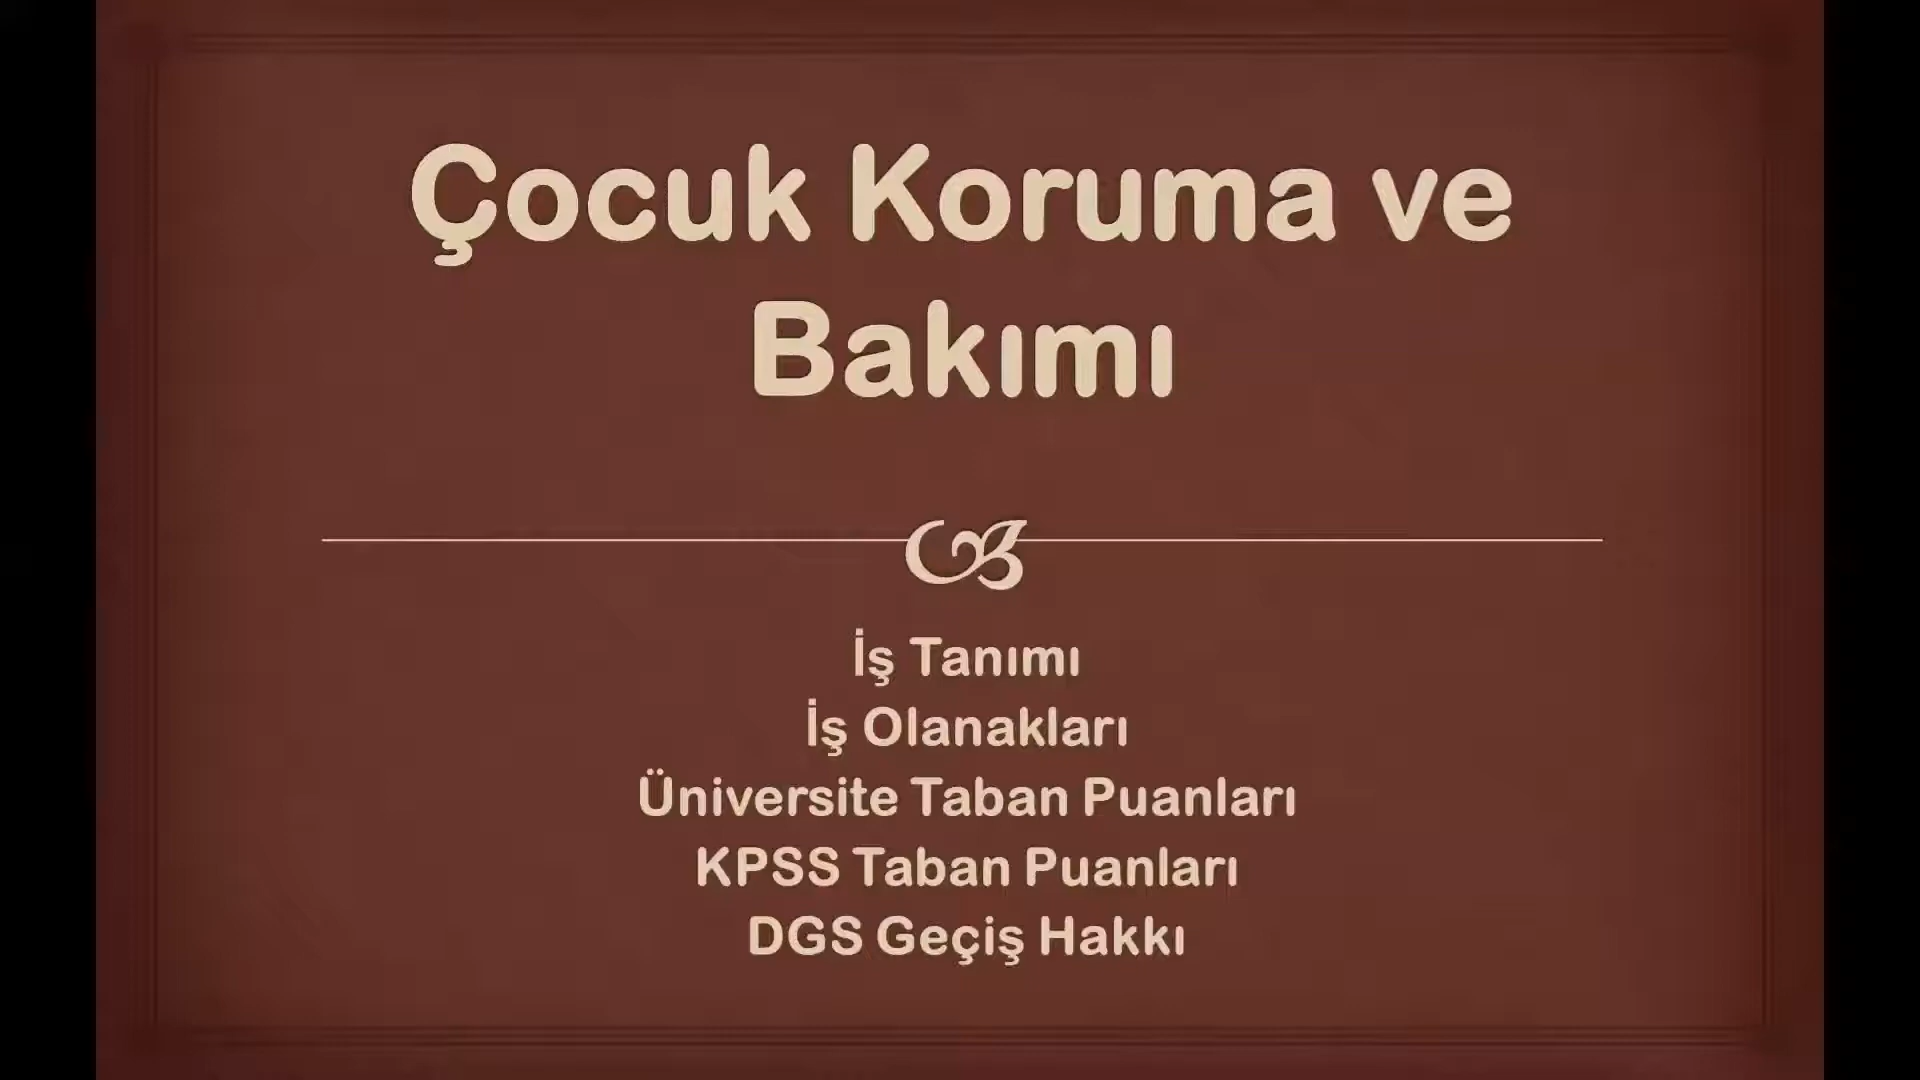 Çocuk Koruma ve
Bakımı
İş Tanımı
İş Olanakları
Üniversite Taban Puanları
KPSS Taban Puanları
DGS Geçiş Hakkı